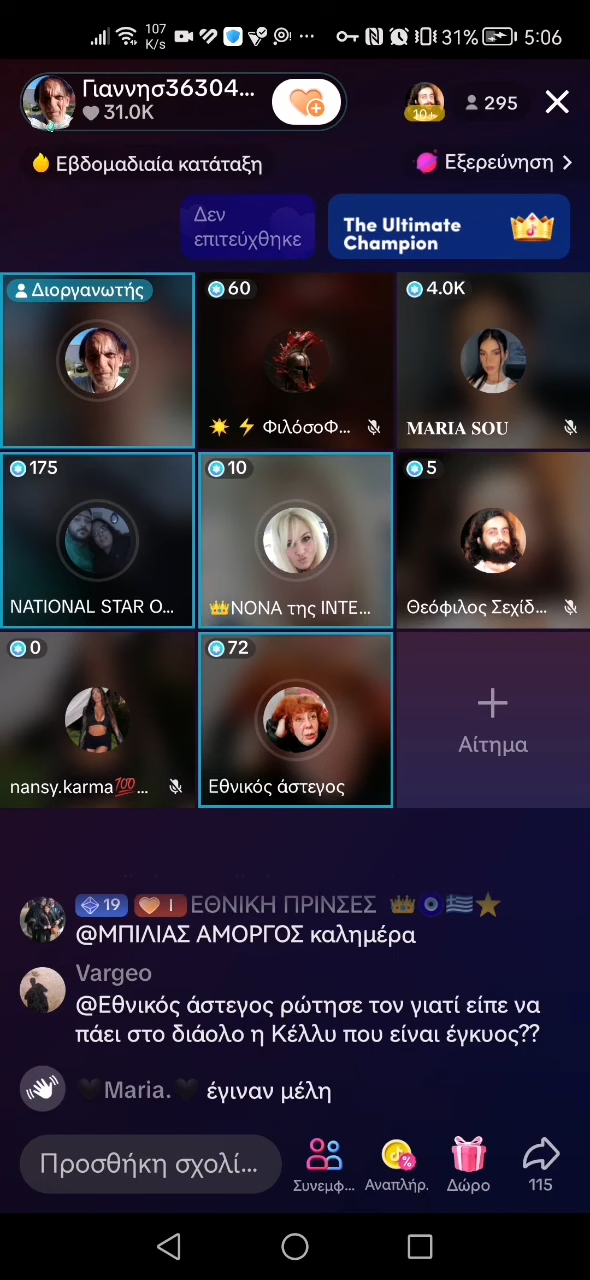 107
K/s
31%
5:06
Γιαννησ36304...
31.0K
10+
295
Εβδομαδιαία κατάταξη
Εξερεύνηση
Δεν
επιτεύχθηκε
The Ultimate
Champion
Διοργανωτής
60
4.0K
ΦιλόσοΦ...
MARIA SOU
175
10
5
NATIONAL STAR O...
👑NONA της INTE...
Θεόφιλος Σεχίδ...
0
72
Αίτημα
nansy.karma💯...
Εθνικός άστεγος
19
I
ΕΘΝΙΚΗ ΠΡΙΝΣΕΣ 👑🧿🇬🇷⭐
@ΜΠΙΛΙΑΣ ΑΜΟΡΓΟΣ καλημέρα
Vargeo
@Εθνικός άστεγος ρώτησε τον γιατί είπε να
πάει στο διάολο η Κέλλυ που είναι έγκυος??
🖤Maria.🖤 έγιναν μέλη
Προσθήκη σχολί...
Συνεμφ...
Αναπλήρ.
Δώρο
115